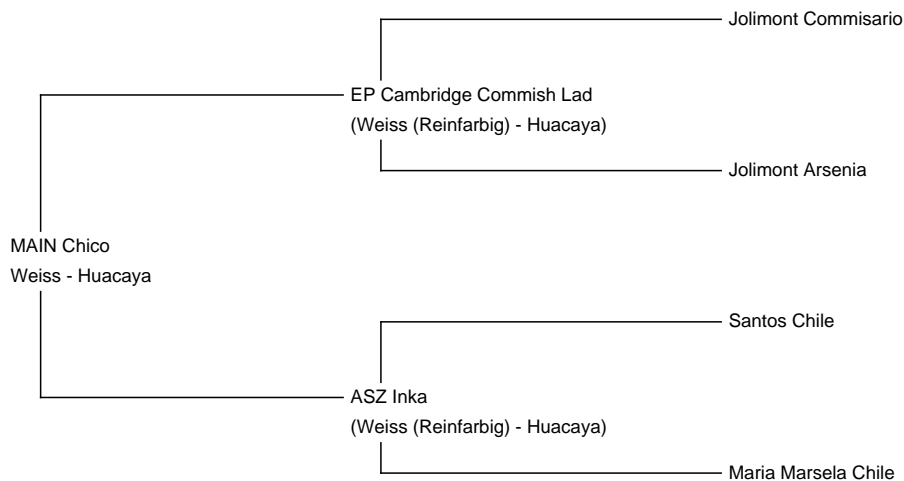 Jolimont Commisario
EP Cambridge Commish Lad
(Weiss (Reinfarbig) - Huacaya)
Jolimont Arsenia
MAIN Chico
Weiss - Huacaya
Santos Chile
ASZ Inka
(Weiss (Reinfarbig) - Huacaya)
Maria Marsela Chile